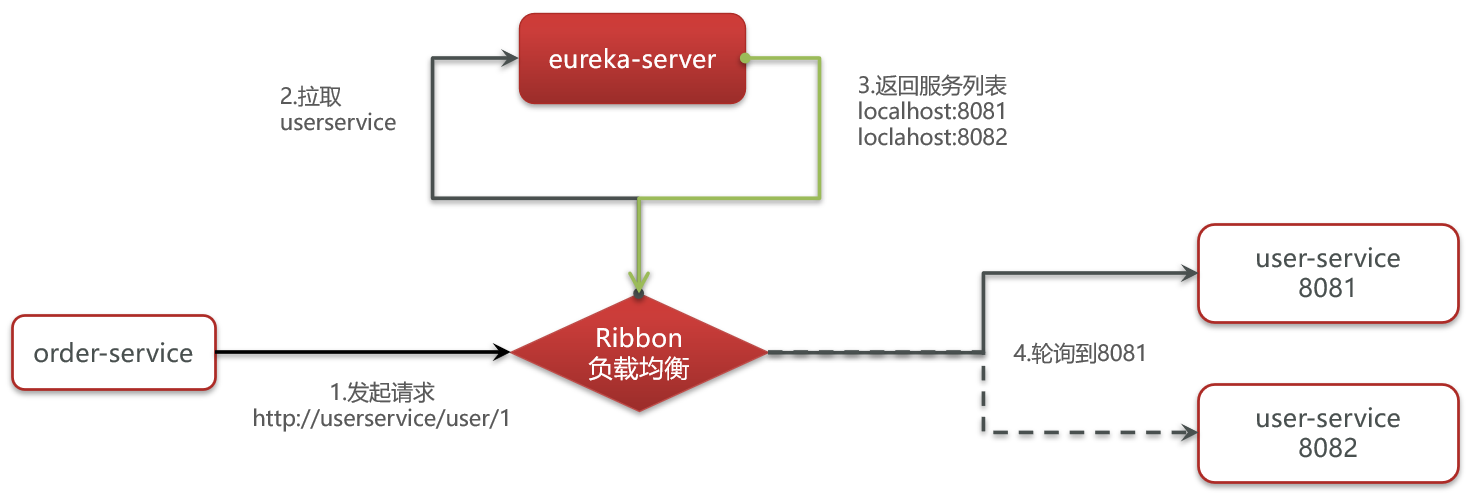 eureka-server
2.拉取
userservice
3.返回服务列表
localhost:8081
loclahost:8082
user-service
8081
order-service
Ribbon
负载均衡
4.轮询到8081
1.发起请求
http://userservice/user/1
user-service
8082